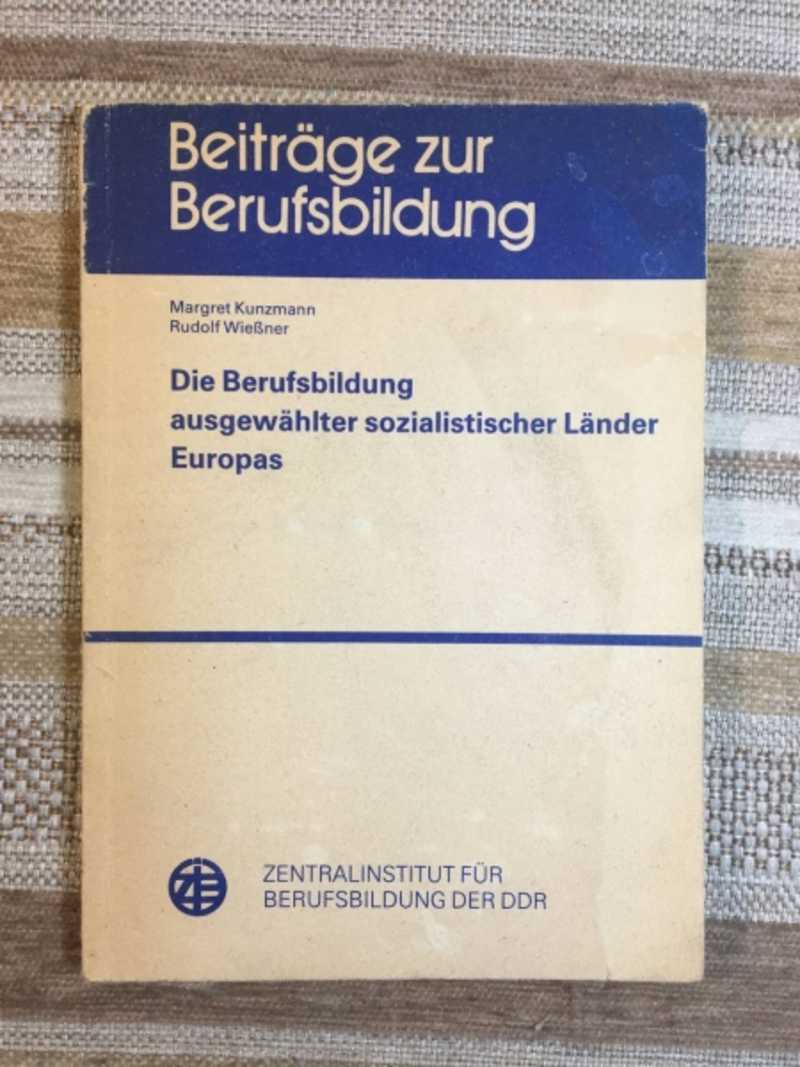 Beiträge zur
Berufsbildung
Margret Kunzmann
Rudolf Wießner
Die Berufsbildung
ausgewählter sozialistischer Länder
Europas
ZENTRALINSTITUT FÜR
BERUFSBILDUNG DER DDR